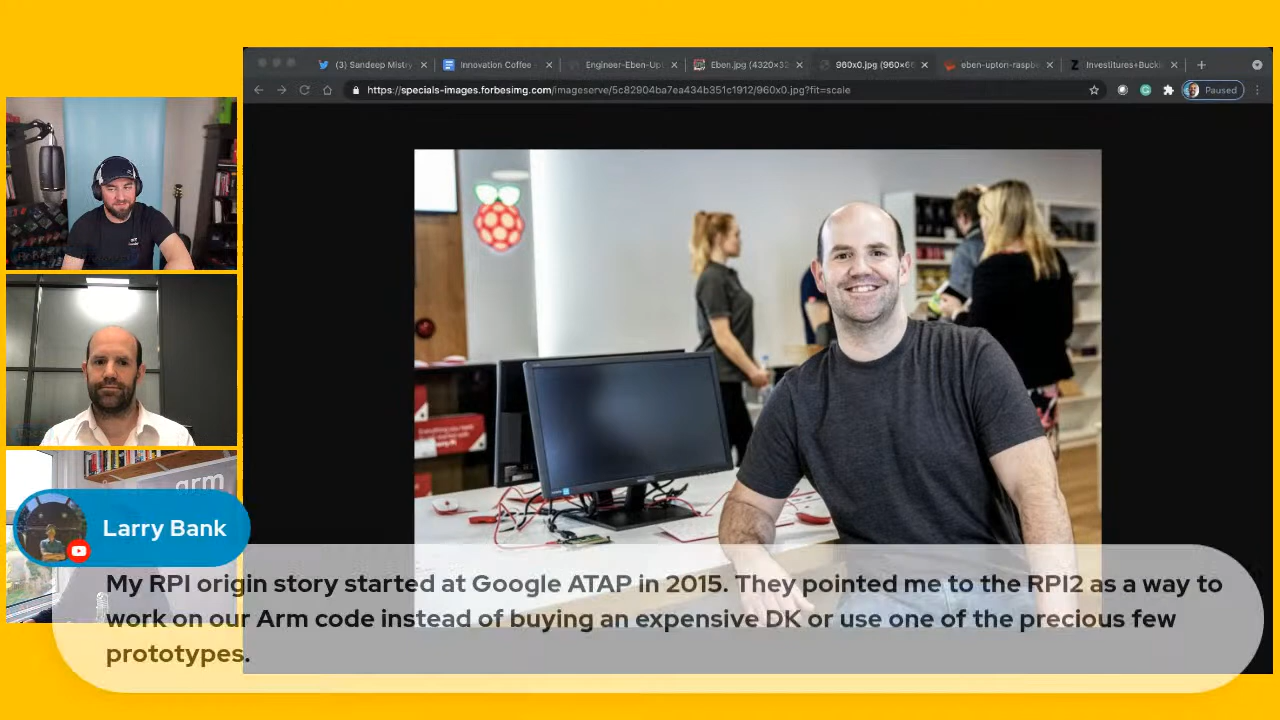 (3) Sandeep Mistry
Innovation Coffee -
Engineer-Eben-Up
Eben.jpg (4320×32
960x0.jpg (960×66
eben-upton-raspbe
Investitures+Bucki
https://specials-images.forbesimg.com/imageserve/5c82904ba7ea434b351c1912/960x0.jpg?fit=scale
Paused
arm
Larry Bank
My RPI origin story started at Google ATAP in 2015. They pointed me to the RPI2 as a way to
work on our Arm code instead of buying an expensive DK or use one of the precious few
prototypes.